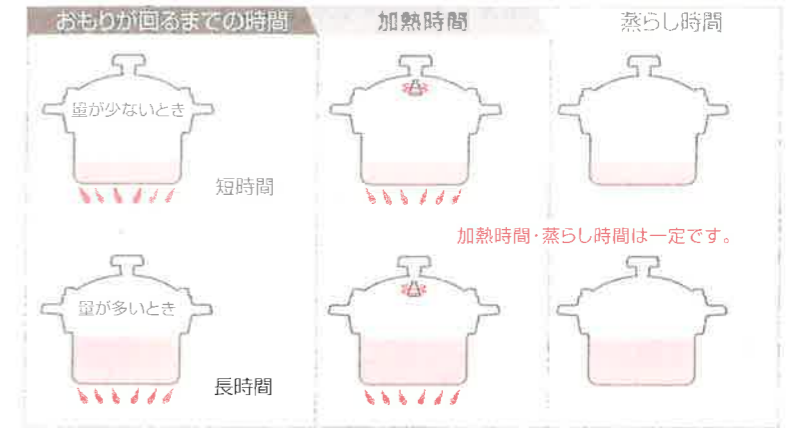 おもりが回るまでの時間
加熱時間
蒸らし時間
量が少ないとき
短時間
加熱時間・蒸らし時間は一定です。
量が多いとき
長時間